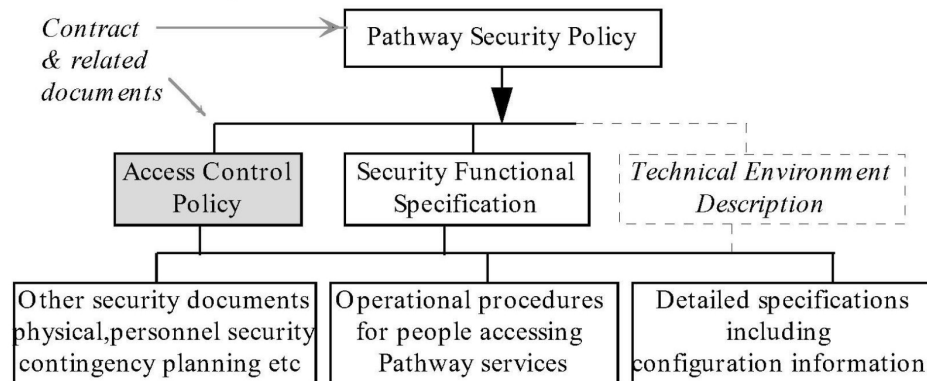 Contract
& related
documents
Pathway Security Policy
Access Control
Policy
Security Functional
Specification
Technical Environment
Description
Other security documents
physical,personnel security
contingency planning etc
Operational procedures
for people accessing
Pathway services
Detailed specifications
including
configuration information